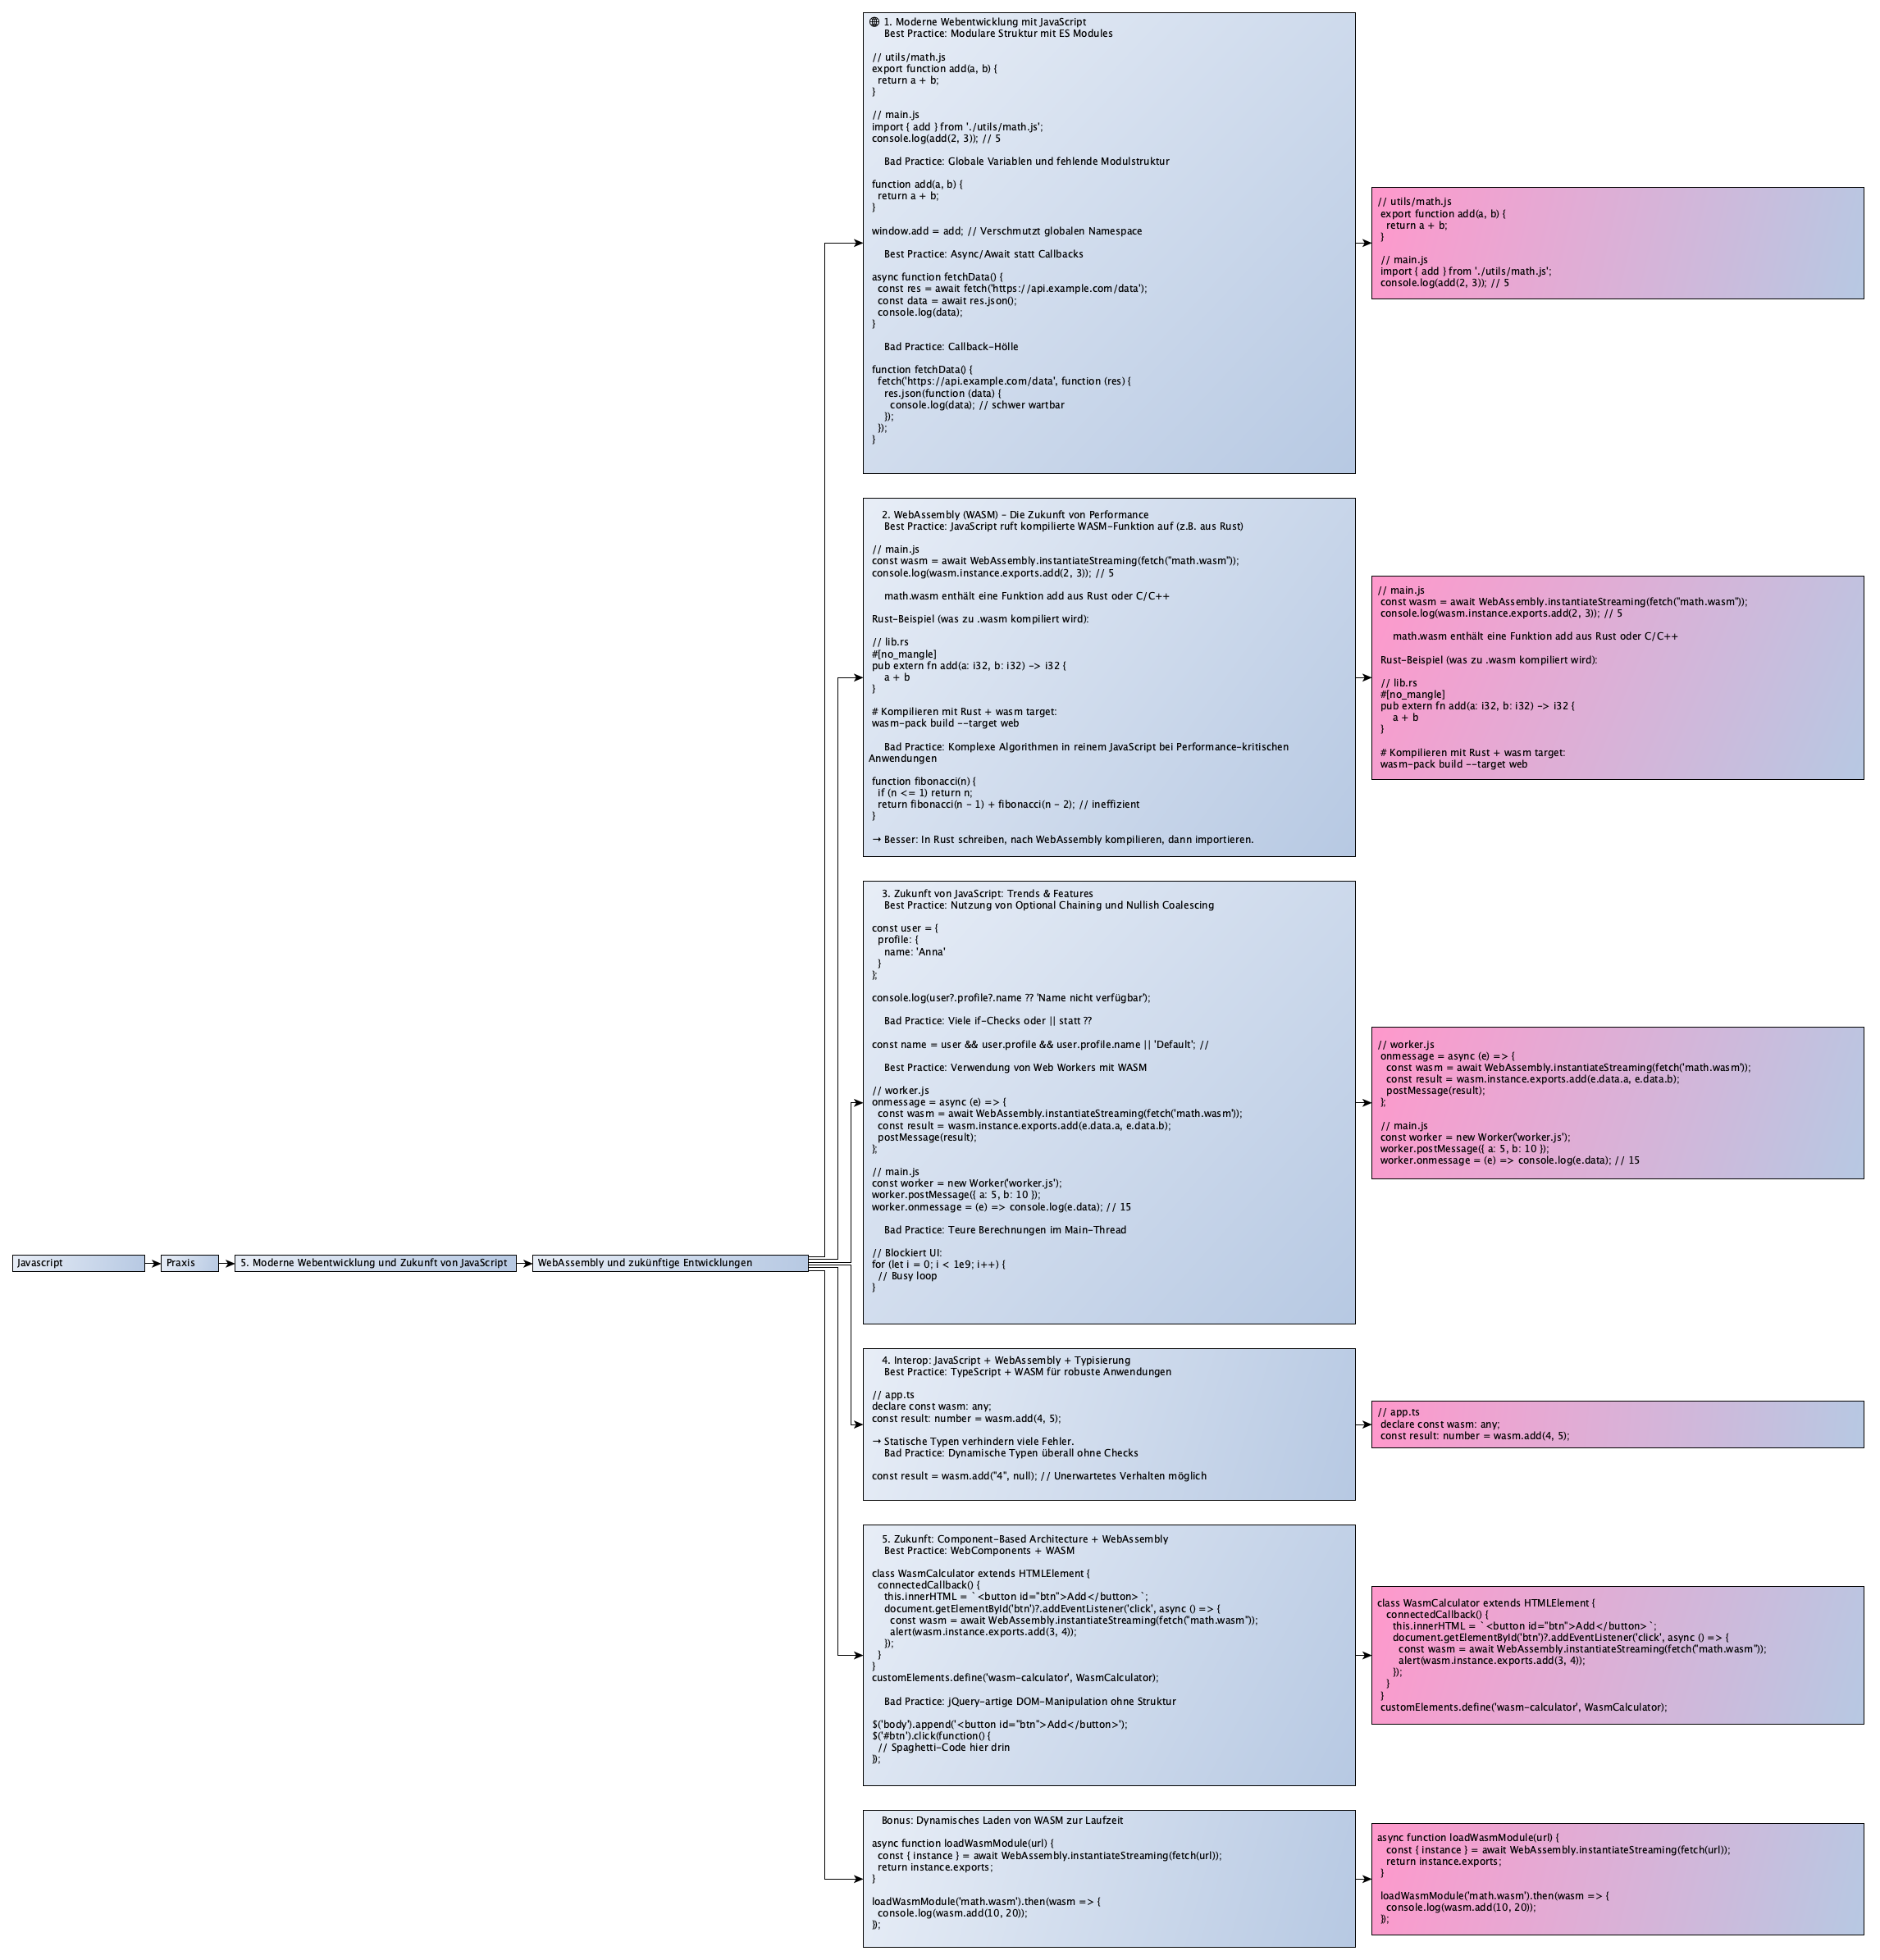 Javascript
Praxis
5. Moderne Webentwicklung und Zukunft von JavaScript
WebAssembly und zukünftige Entwicklungen
1. Moderne Webentwicklung mit JavaScript
Best Practice: Modulare Struktur mit ES Modules
// utils/math.js
export function add(a, b) {
return a + b;
}
// main.js
import { add } from './utils/math.js';
console.log(add(2, 3)); // 5
Bad Practice: Globale Variablen und fehlende Modulstruktur
function add(a, b) {
return a + b;
}
window.add = add; // Verschmutzt globalen Namespace
Best Practice: Async/Await statt Callbacks
async function fetchData() {
const res = await fetch('https://api.example.com/data');
const data = await res.json();
console.log(data);
}
Bad Practice: Callback-Hölle
function fetchData() {
fetch('https://api.example.com/data', function (res) {
res.json(function (data) {
console.log(data); // schwer wartbar
});
});
}
// utils/math.js
export function add(a, b) {
return a + b;
}
// main.js
import { add } from './utils/math.js';
console.log(add(2, 3)); // 5
2. WebAssembly (WASM) – Die Zukunft von Performance
Best Practice: JavaScript ruft kompilierte WASM-Funktion auf (z.B. aus Rust)
// main.js
const wasm = await WebAssembly.instantiateStreaming(fetch("math.wasm"));
console.log(wasm.instance.exports.add(2, 3)); // 5
math.wasm enthält eine Funktion add aus Rust oder C/C++
Rust-Beispiel (was zu .wasm kompiliert wird):
// lib.rs
#[no_mangle]
pub extern fn add(a: i32, b: i32) -> i32 {
a + b
}
# Kompilieren mit Rust + wasm target:
wasm-pack build --target web
Bad Practice: Komplexe Algorithmen in reinem JavaScript bei Performance-kritischen
Anwendungen
function fibonacci(n) {
if (n <= 1) return n;
return fibonacci(n - 1) + fibonacci(n - 2); // ineffizient
}
→ Besser: In Rust schreiben, nach WebAssembly kompilieren, dann importieren.
// main.js
const wasm = await WebAssembly.instantiateStreaming(fetch("math.wasm"));
console.log(wasm.instance.exports.add(2, 3)); // 5
math.wasm enthält eine Funktion add aus Rust oder C/C++
Rust-Beispiel (was zu .wasm kompiliert wird):
// lib.rs
#[no_mangle]
pub extern fn add(a: i32, b: i32) -> i32 {
a + b
}
# Kompilieren mit Rust + wasm target:
wasm-pack build --target web
3. Zukunft von JavaScript: Trends & Features
Best Practice: Nutzung von Optional Chaining und Nullish Coalescing
const user = {
profile: {
name: 'Anna'
}
};
console.log(user?.profile?.name ?? 'Name nicht verfügbar');
Bad Practice: Viele if-Checks oder || statt ??
const name = user && user.profile && user.profile.name || 'Default'; //
Best Practice: Verwendung von Web Workers mit WASM
// worker.js
onmessage = async (e) => {
const wasm = await WebAssembly.instantiateStreaming(fetch('math.wasm'));
const result = wasm.instance.exports.add(e.data.a, e.data.b);
postMessage(result);
};
// main.js
const worker = new Worker('worker.js');
worker.postMessage({ a: 5, b: 10 });
worker.onmessage = (e) => console.log(e.data); // 15
Bad Practice: Teure Berechnungen im Main-Thread
// Blockiert UI:
for (let i = 0; i < 1e9; i++) {
// Busy loop
}
// worker.js
onmessage = async (e) => {
const wasm = await WebAssembly.instantiateStreaming(fetch('math.wasm'));
const result = wasm.instance.exports.add(e.data.a, e.data.b);
postMessage(result);
};
// main.js
const worker = new Worker('worker.js');
worker.postMessage({ a: 5, b: 10 });
worker.onmessage = (e) => console.log(e.data); // 15
4. Interop: JavaScript + WebAssembly + Typisierung
Best Practice: TypeScript + WASM für robuste Anwendungen
// app.ts
declare const wasm: any;
const result: number = wasm.add(4, 5);
→ Statische Typen verhindern viele Fehler.
Bad Practice: Dynamische Typen überall ohne Checks
const result = wasm.add("4", null); // Unerwartetes Verhalten möglich
// app.ts
declare const wasm: any;
const result: number = wasm.add(4, 5);
5. Zukunft: Component-Based Architecture + WebAssembly
Best Practice: WebComponents + WASM
class WasmCalculator extends HTMLElement {
connectedCallback() {
this.innerHTML = `<button id="btn">Add</button>`;
document.getElementById('btn')?.addEventListener('click', async () => {
const wasm = await WebAssembly.instantiateStreaming(fetch("math.wasm"));
alert(wasm.instance.exports.add(3, 4));
});
}
}
customElements.define('wasm-calculator', WasmCalculator);
Bad Practice: jQuery-artige DOM-Manipulation ohne Struktur
$('body').append('<button id="btn">Add</button>');
$('#btn').click(function() {
// Spaghetti-Code hier drin
});
class WasmCalculator extends HTMLElement {
connectedCallback() {
this.innerHTML = `<button id="btn">Add</button>`;
document.getElementById('btn')?.addEventListener('click', async () => {
const wasm = await WebAssembly.instantiateStreaming(fetch("math.wasm"));
alert(wasm.instance.exports.add(3, 4));
});
}
}
customElements.define('wasm-calculator', WasmCalculator);
Bonus: Dynamisches Laden von WASM zur Laufzeit
async function loadWasmModule(url) {
const { instance } = await WebAssembly.instantiateStreaming(fetch(url));
return instance.exports;
}
loadWasmModule('math.wasm').then(wasm => {
console.log(wasm.add(10, 20));
});
async function loadWasmModule(url) {
const { instance } = await WebAssembly.instantiateStreaming(fetch(url));
return instance.exports;
}
loadWasmModule('math.wasm').then(wasm => {
console.log(wasm.add(10, 20));
});